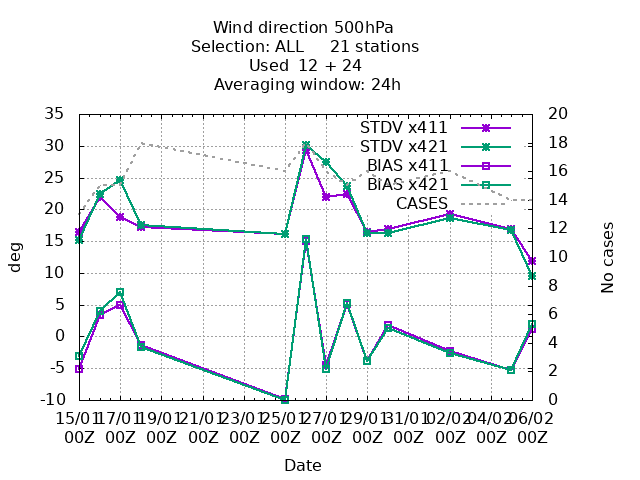 Wind direction 500hPa
Selection: ALL 21 stations
Used 12 + 24
Averaging window: 24h
35
30
25
20
15
10
5
0
-5
-10
deg
STDV x411
STDV x421
BIAS x411
BIAS x421
CASES
20
18
16
14
12
10
8
6
4
2
0
No cases
15/01 17/01 19/01 21/01 23/01 25/01 27/01 29/01 31/01 02/02 04/02 06/02
00Z 00Z 00Z 00Z 00Z 00Z 00Z 00Z 00Z 00Z 00Z 00Z
Date